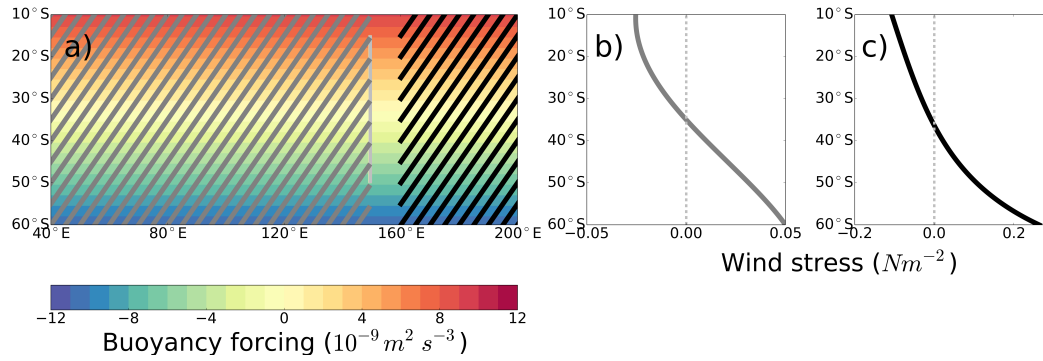 a)
10°S
20°S
30°S
40°S
50°S
60°S
40°E 80°E 120°E 160°E 200°E
b)
10°S
20°S
30°S
40°S
50°S
60°S
−0.05 0.00 0.05
c)
10°S
20°S
30°S
40°S
50°S
60°S
−0.2 0.0 0.2
Wind stress (Nm⁻²)
−12 −8 −4 0 4 8 12
Buoyancy forcing (10⁻⁹ m² s⁻³)